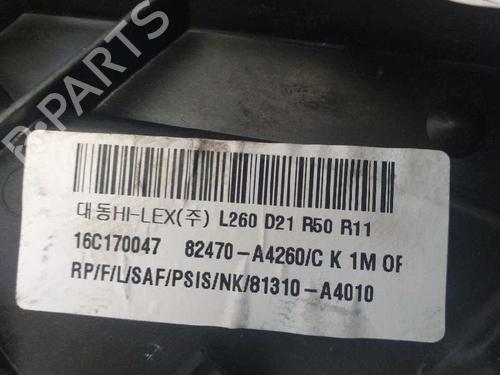 B-PARTS
대동HI-LEX(주) L260 D21 R50 R11
16C170047 82470-A4260/C K 1M OF
RP/F/L/SAF/PSIS/NK/81310-A4010